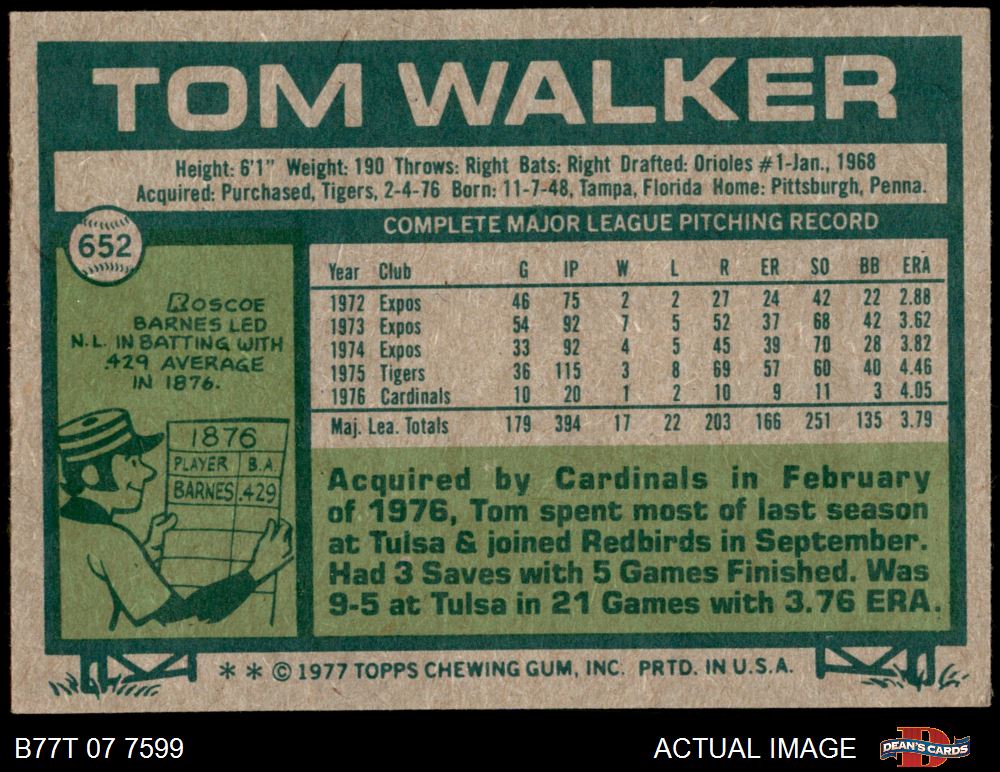 TOM WALKER
Height: 6'1" Weight: 190 Throws: Right Bats: Right Drafted: Orioles #1-Jan., 1968
Acquired: Purchased, Tigers, 2-4-76 Born: 11-7-48, Tampa, Florida Home: Pittsburgh, Penna.
652
COMPLETE MAJOR LEAGUE PITCHING RECORD
Year Club G IP W L R ER SO BB ERA
1972 Expos 46 75 2 2 27 24 42 22 2.88
1973 Expos 54 92 7 5 52 37 68 42 3.62
1974 Expos 33 92 4 5 45 39 70 28 3.82
1975 Tigers 36 115 3 8 69 57 60 40 4.46
1976 Cardinals 10 20 1 2 10 9 11 3 4.05
Maj. Lea. Totals 179 394 17 22 203 166 251 135 3.79
ROSCOE
BARNES LED
N.L. IN BATTING WITH
.429 AVERAGE
IN 1876.
1876
PLAYER B.A.
BARNES .429
Acquired by Cardinals in February
of 1976, Tom spent most of last season
at Tulsa & joined Redbirds in September.
Had 3 Saves with 5 Games Finished. Was
9-5 at Tulsa in 21 Games with 3.76 ERA.
* * © 1977 TOPPS CHEWING GUM, INC. PRTD. IN U.S.A.
B77T 07 7599
ACTUAL IMAGE
DEAN'S CARDS